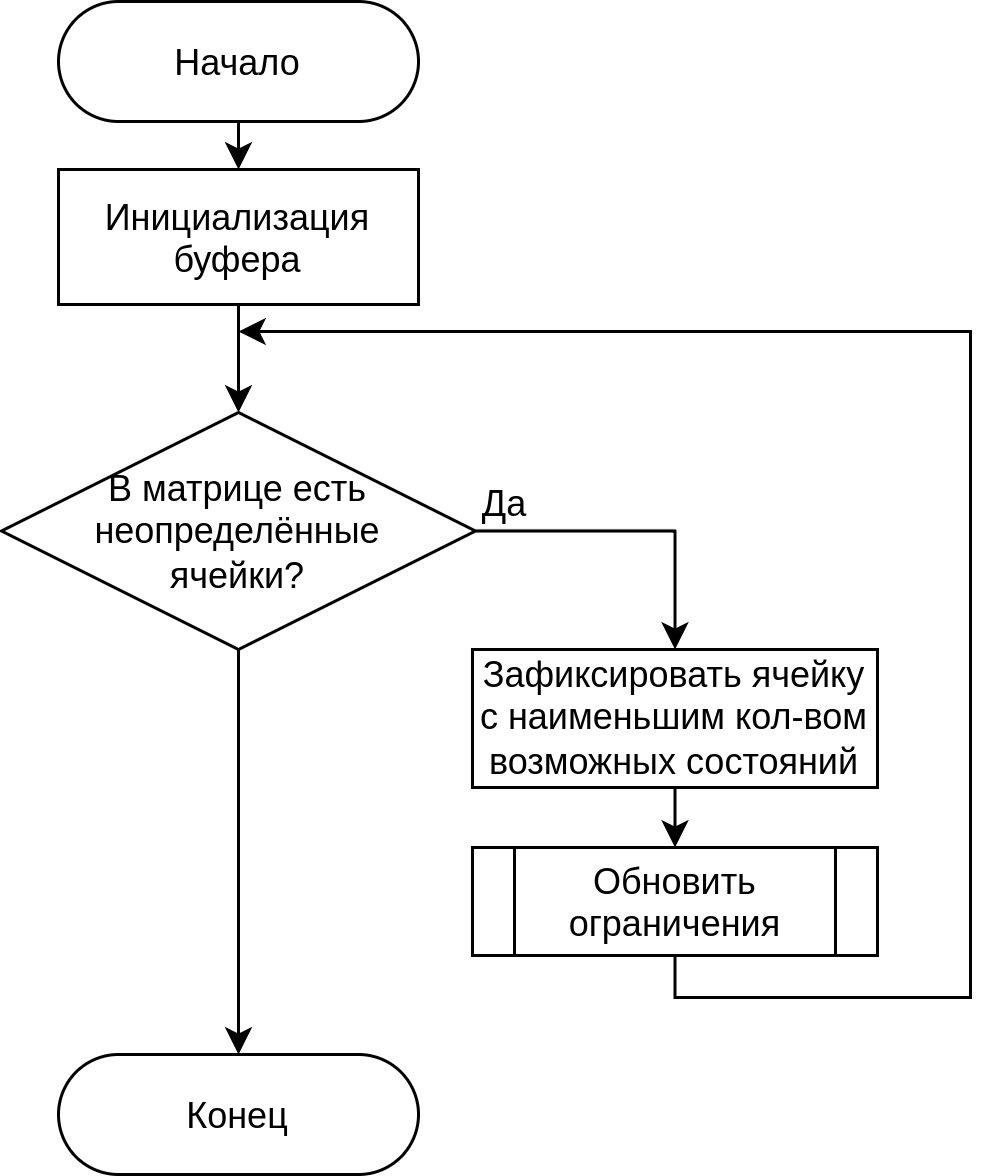 Начало
Инициализация
буфера
В матрице есть
неопределённые
ячейки?
Да
Зафиксировать ячейку
с наименьшим кол-вом
возможных состояний
Обновить
ограничения
Конец